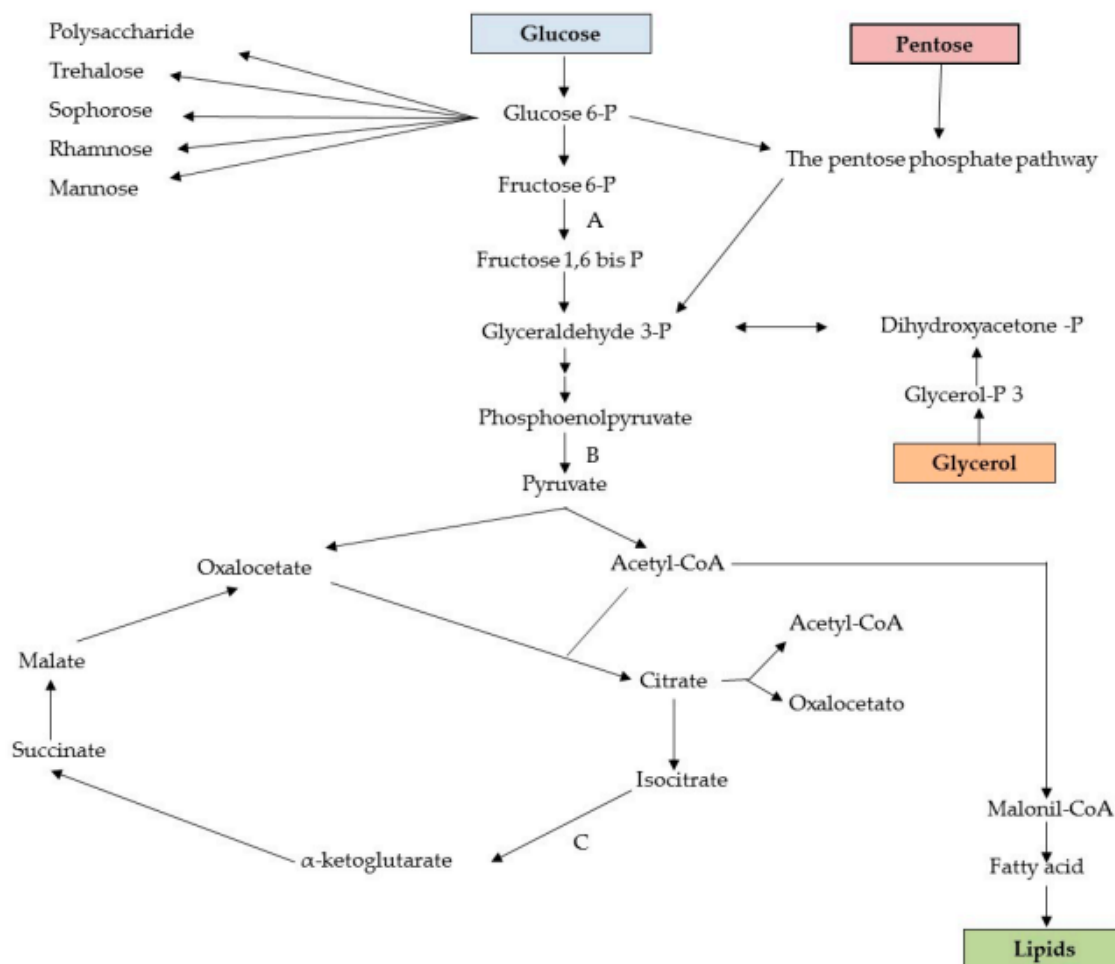 Polysaccharide
Glucose
Pentose
Trehalose
Sophorose
Glucose 6-P
Rhamnose
The pentose phosphate pathway
Mannose
Fructose 6-P
A
Fructose 1,6 bis P
Glyceraldehyde 3-P
Dihydroxyacetone -P
Glycerol-P 3
Phosphoenolpyruvate
B
Glycerol
Pyruvate
Oxalocetate
Acetyl-CoA
Acetyl-CoA
Malate
Citrate
Oxalocetato
Succinate
Isocitrate
Malonil-CoA
C
α-ketoglutarate
Fatty acid
Lipids